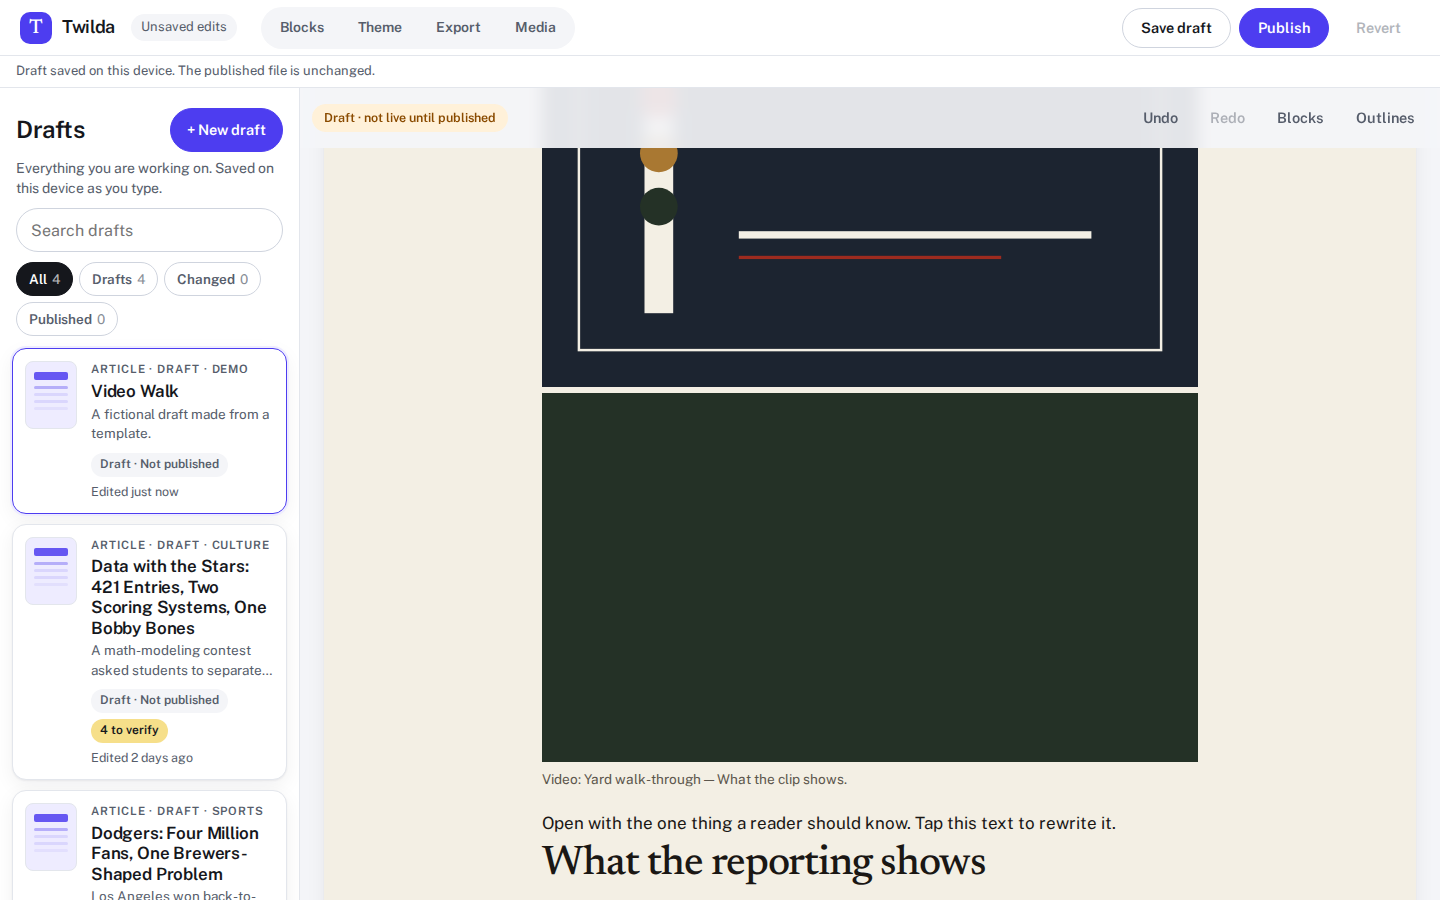 T Twilda Unsaved edits Blocks Theme Export Media Save draft Publish Revert
Draft saved on this device. The published file is unchanged.
Drafts + New draft
Everything you are working on. Saved on
this device as you type.
Search drafts
All 4 Drafts 4 Changed 0
Published 0
ARTICLE · DRAFT · DEMO
Video Walk
A fictional draft made from a
template.
Draft · Not published
Edited just now
ARTICLE · DRAFT · CULTURE
Data with the Stars:
421 Entries, Two
Scoring Systems, One
Bobby Bones
A math-modeling contest
asked students to separate…
Draft · Not published
4 to verify
Edited 2 days ago
ARTICLE · DRAFT · SPORTS
Dodgers: Four Million
Fans, One Brewers-
Shaped Problem
Los Angeles won back-to-
Draft · not live until published Undo Redo Blocks Outlines
Video: Yard walk-through — What the clip shows.
Open with the one thing a reader should know. Tap this text to rewrite it.
What the reporting shows